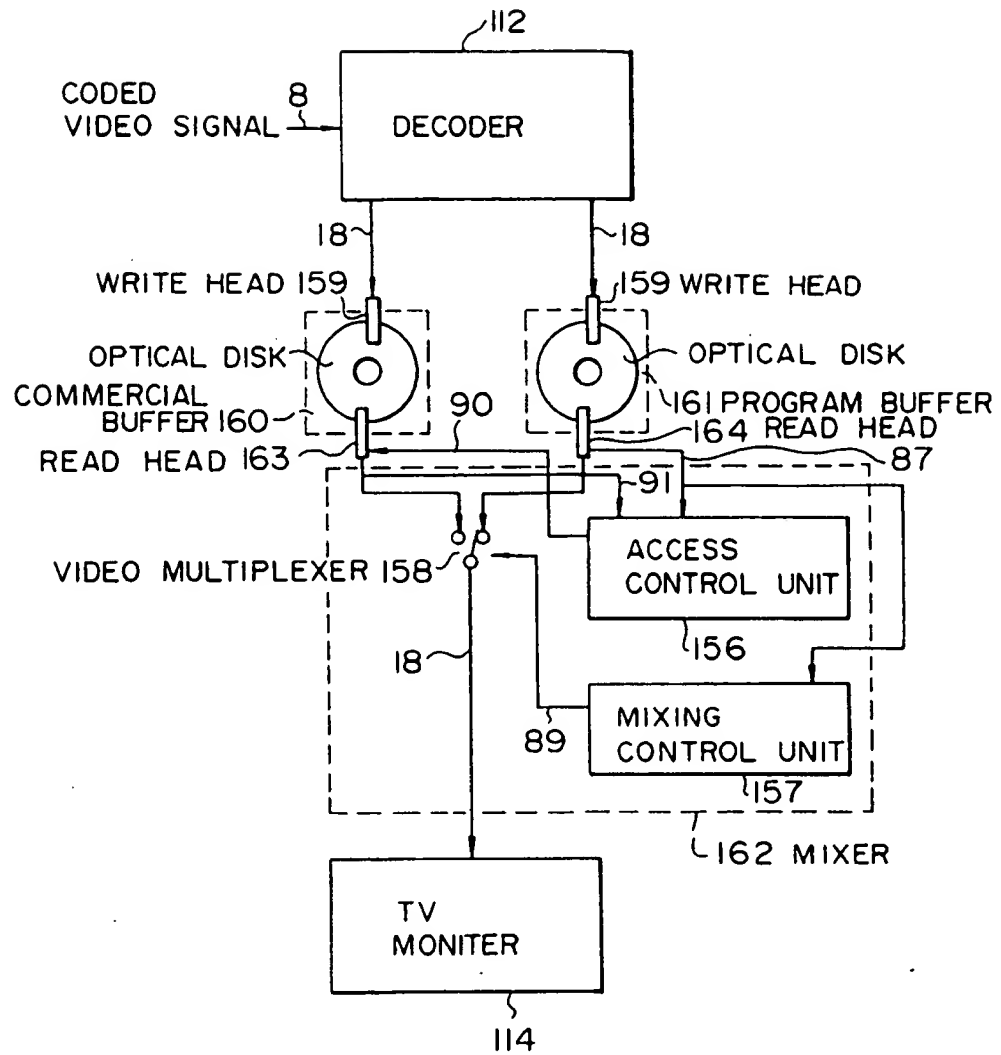 112
CODED
VIDEO SIGNAL
8
DECODER
18
18
WRITE HEAD 159
159 WRITE HEAD
OPTICAL DISK
OPTICAL DISK
COMMERCIAL
BUFFER 160
90
161 PROGRAM BUFFER
164 READ HEAD
READ HEAD 163
87
91
ACCESS
CONTROL UNIT
VIDEO MULTIPLEXER 158
156
18
MIXING
CONTROL UNIT
89
157
162 MIXER
TV
MONITER
114